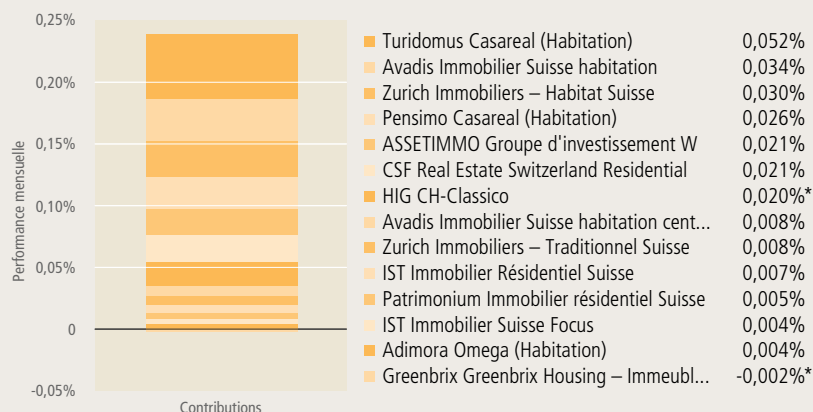 0,25%
0,20%
0,15%
0,10%
0,05%
0
-0,05%
Performance mensuelle
Contributions
Turidomus Casareal (Habitation) 0,052%
Avadis Immobilier Suisse habitation 0,034%
Zurich Immobiliers – Habitat Suisse 0,030%
Pensimo Casareal (Habitation) 0,026%
ASSETIMMO Groupe d'investissement W 0,021%
CSF Real Estate Switzerland Residential 0,021%
HIG CH-Classico 0,020%*
Avadis Immobilier Suisse habitation cent... 0,008%
Zurich Immobiliers – Traditionnel Suisse 0,008%
IST Immobilier Résidentiel Suisse 0,007%
Patrimonium Immobilier résidentiel Suisse 0,005%
IST Immobilier Suisse Focus 0,004%
Adimora Omega (Habitation) 0,004%
Greenbrix Greenbrix Housing – Immeubl... -0,002%*